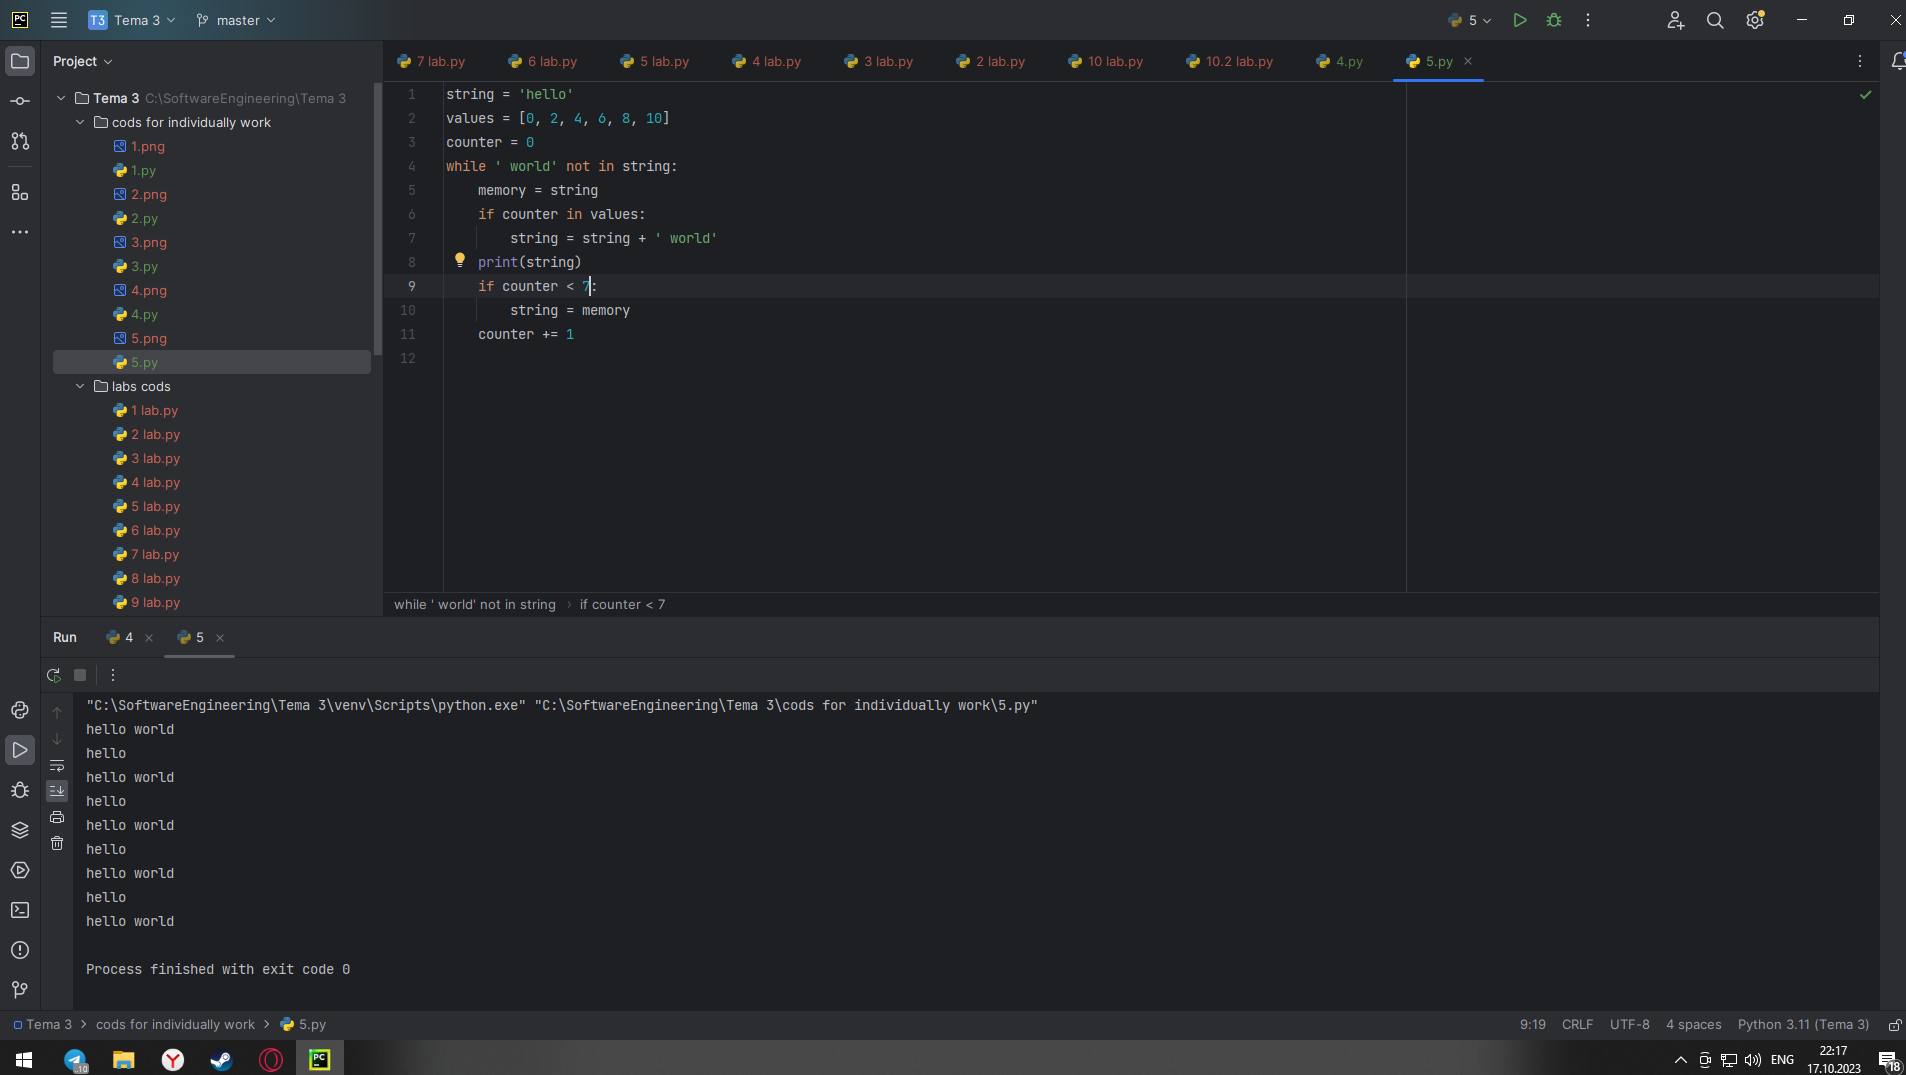 PC T3 Tema 3 master 5
Project
7 lab.py 6 lab.py 5 lab.py 4 lab.py 3 lab.py 2 lab.py 10 lab.py 10.2 lab.py 4.py 5.py
Tema 3 C:\SoftwareEngineering\Tema 3
cods for individually work
1.png
1.py
2.png
2.py
3.png
3.py
4.png
4.py
5.png
5.py
labs cods
1 lab.py
2 lab.py
3 lab.py
4 lab.py
5 lab.py
6 lab.py
7 lab.py
8 lab.py
9 lab.py
1 string = 'hello'
2 values = [0, 2, 4, 6, 8, 10]
3 counter = 0
4 while ' world' not in string:
5 memory = string
6 if counter in values:
7 string = string + ' world'
8 print(string)
9 if counter < 7:
10 string = memory
11 counter += 1
12
while ' world' not in string › if counter < 7
Run 4 5
"C:\SoftwareEngineering\Tema 3\venv\Scripts\python.exe" "C:\SoftwareEngineering\Tema 3\cods for individually work\5.py"
hello world
hello
hello world
hello
hello world
hello
hello world
hello
hello world
Process finished with exit code 0
Tema 3 > cods for individually work > 5.py 9:19 CRLF UTF-8 4 spaces Python 3.11 (Tema 3)
..10 PC ENG 22:17 18
17.10.2023